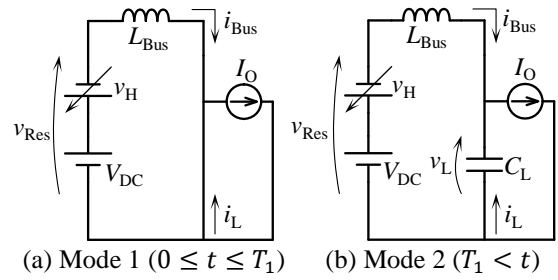 L_Bus i_Bus
I_O
v_H
v_Res
V_DC
i_L
(a) Mode 1 (0 ≤ t ≤ T_1)
L_Bus i_Bus
I_O
v_H
v_Res
v_L C_L
V_DC
i_L
(b) Mode 2 (T_1 < t)